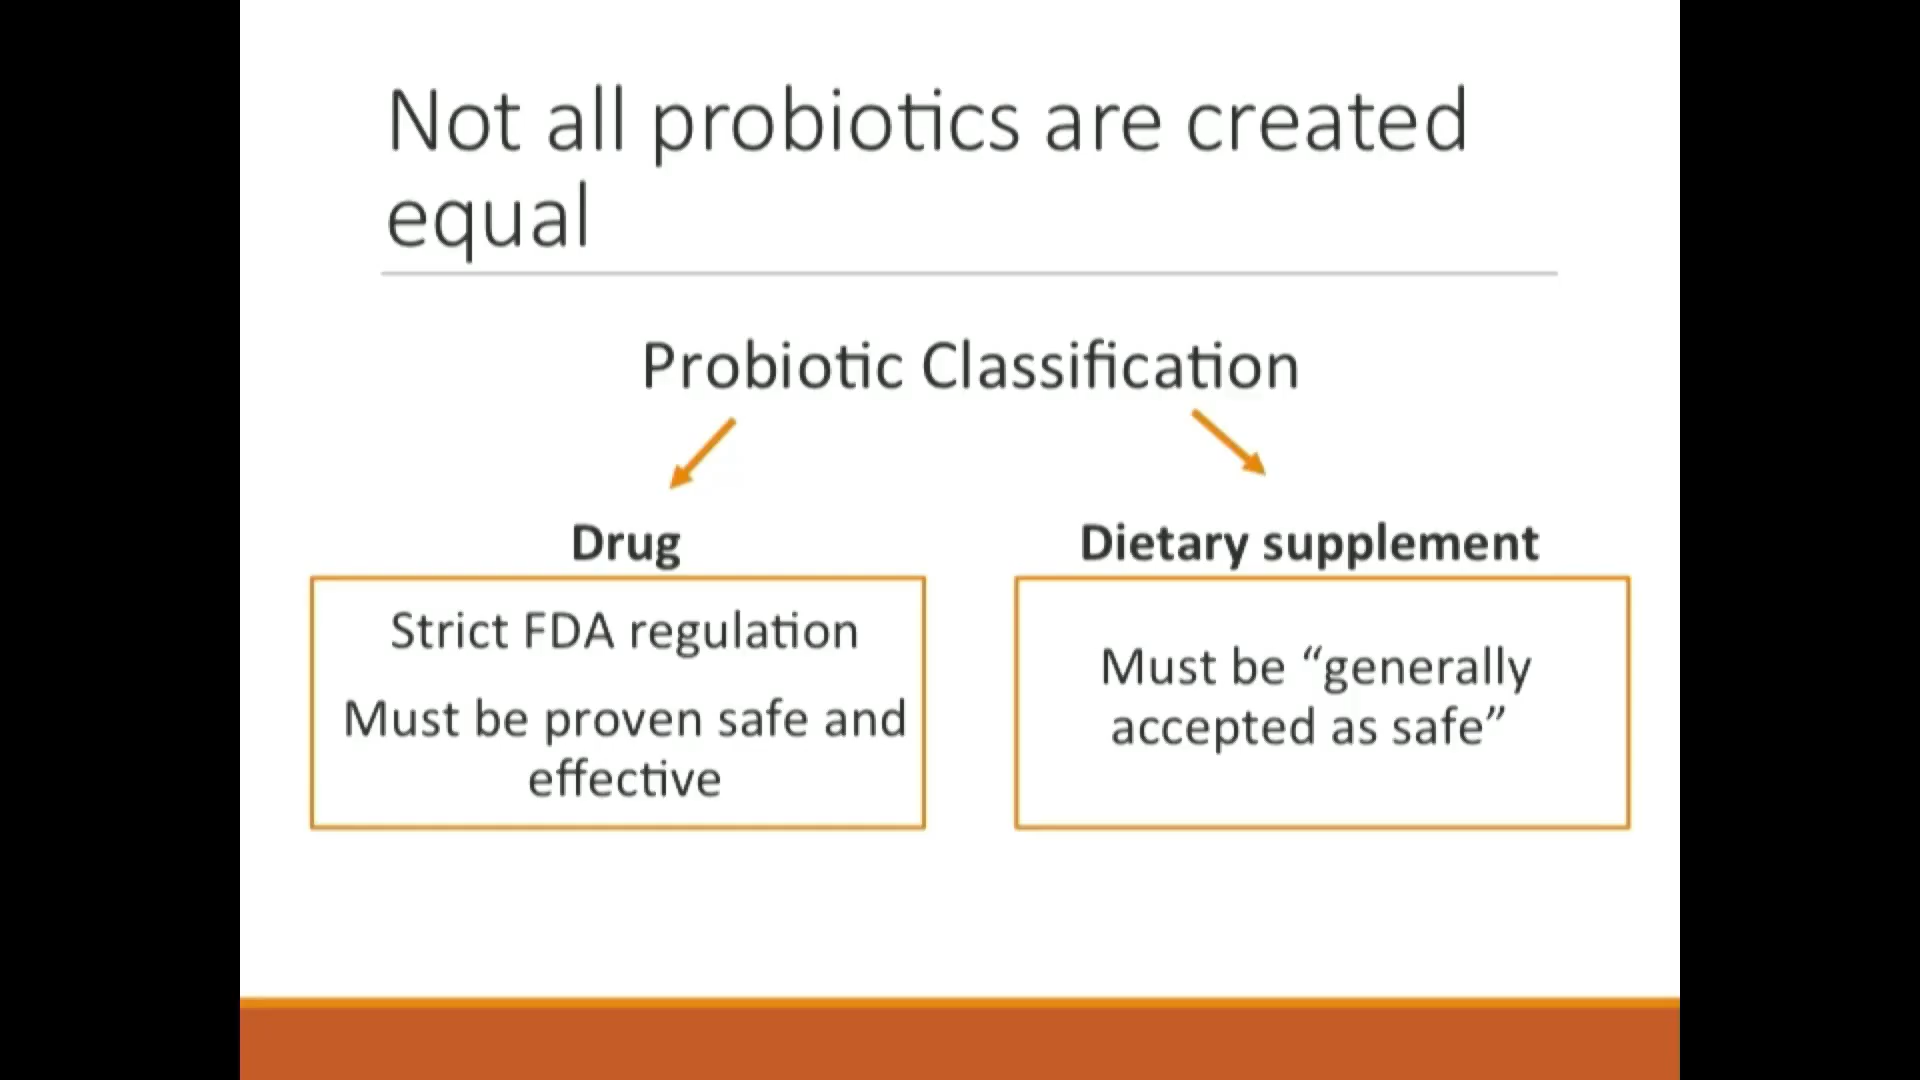 Not all probiotics are created
equal
Probiotic Classification
Drug
Strict FDA regulation
Must be proven safe and
effective
Dietary supplement
Must be “generally
accepted as safe”